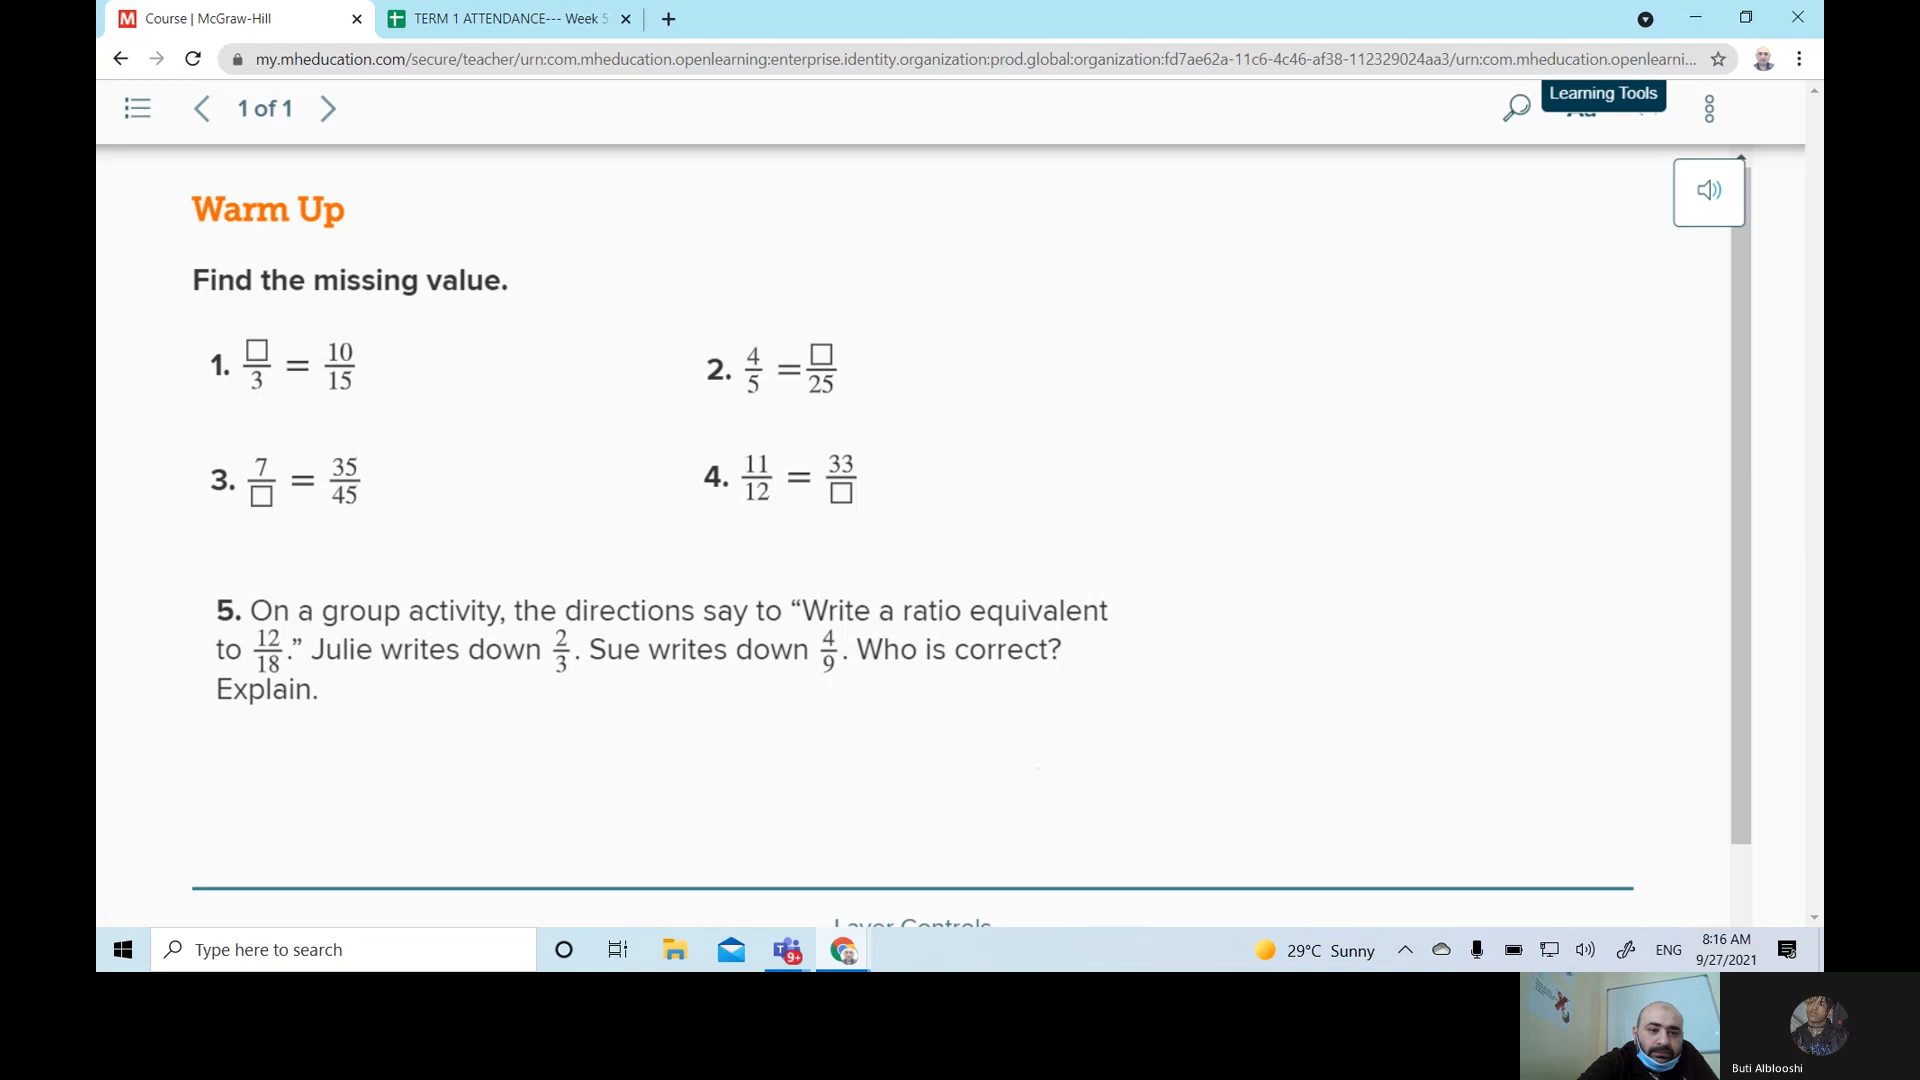 Course | McGraw-Hill
TERM 1 ATTENDANCE--- Week 5
my.mheducation.com/secure/teacher/urn:com.mheducation.openlearning:enterprise.identity.organization:prod.global:organization:fd7ae62a-11c6-4c46-af38-112329024aa3/urn:com.mheducation.openlearni...
1 of 1
Learning Tools
Warm Up
Find the missing value.
1. □/3 = 10/15
2. 4/5 = □/25
3. 7/□ = 35/45
4. 11/12 = 33/□
5. On a group activity, the directions say to “Write a ratio equivalent
to 12/18.” Julie writes down 2/3. Sue writes down 4/9. Who is correct?
Explain.
Layer Controls
Type here to search
9+
29°C Sunny
ENG
8:16 AM
9/27/2021
Buti Alblooshi